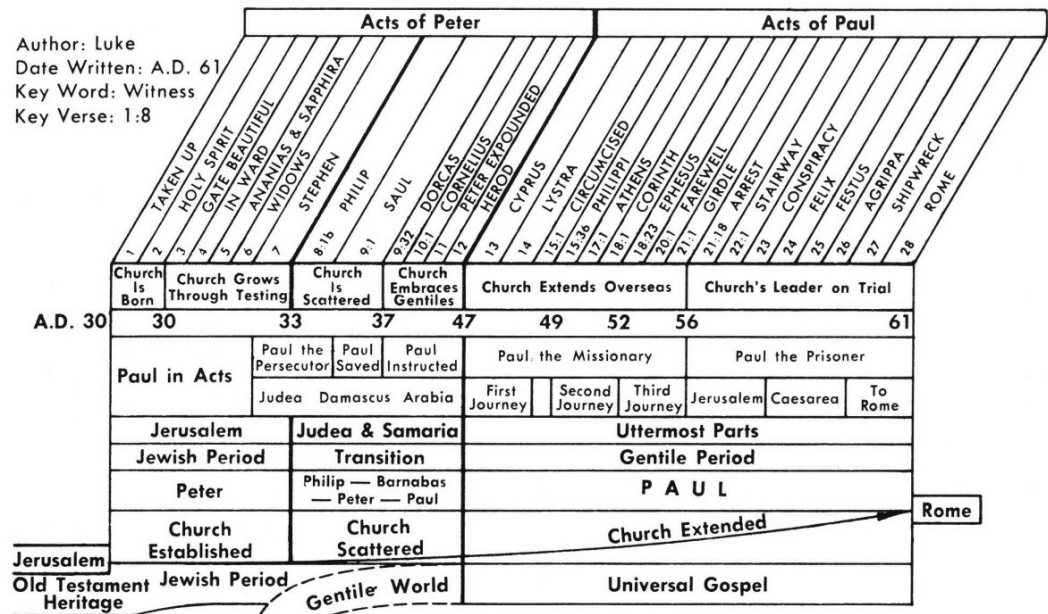 Acts of Peter
Acts of Paul
Author: Luke
Date Written: A.D. 61
Key Word: Witness
Key Verse: 1:8
TAKEN UP
HOLY SPIRIT
GATE BEAUTIFUL
IN WARD
ANANIAS & SAPPHIRA
WIDOWS
STEPHEN
PHILIP
SAUL
DORCAS
CORNELIUS
PETER EXPOUNDED
HEROD
CYPRUS
LYSTRA
CIRCUMCISED
PHILIPPI
ATHENS
CORINTH
EPHESUS
FAREWELL
GIRDLE
ARREST
STAIRWAY
CONSPIRACY
FELIX
FESTUS
AGRIPPA
SHIPWRECK
ROME
1 2 3 4 5 6 7 8:1b 9:1 9:32 10:1 11 12 13 14 15:1 15:36 17:1 18:1 18:23 20:1 21:1 21:18 22:1 23 24 25 26 27 28
Church Is Born
Church Grows Through Testing
Church Is Scattered
Church Embraces Gentiles
Church Extends Overseas
Church's Leader on Trial
A.D. 30 30 33 37 47 49 52 56 61
Paul in Acts
Paul the Persecutor
Paul Saved
Paul Instructed
Paul the Missionary
Paul the Prisoner
Judea Damascus Arabia
First Journey
Second Journey
Third Journey
Jerusalem
Caesarea
To Rome
Jerusalem
Judea & Samaria
Uttermost Parts
Jewish Period
Transition
Gentile Period
Peter
Philip — Barnabas
— Peter — Paul
PAUL
Church Established
Church Scattered
Church Extended
Rome
Jerusalem
Old Testament Heritage
Jewish Period
Gentile World
Universal Gospel